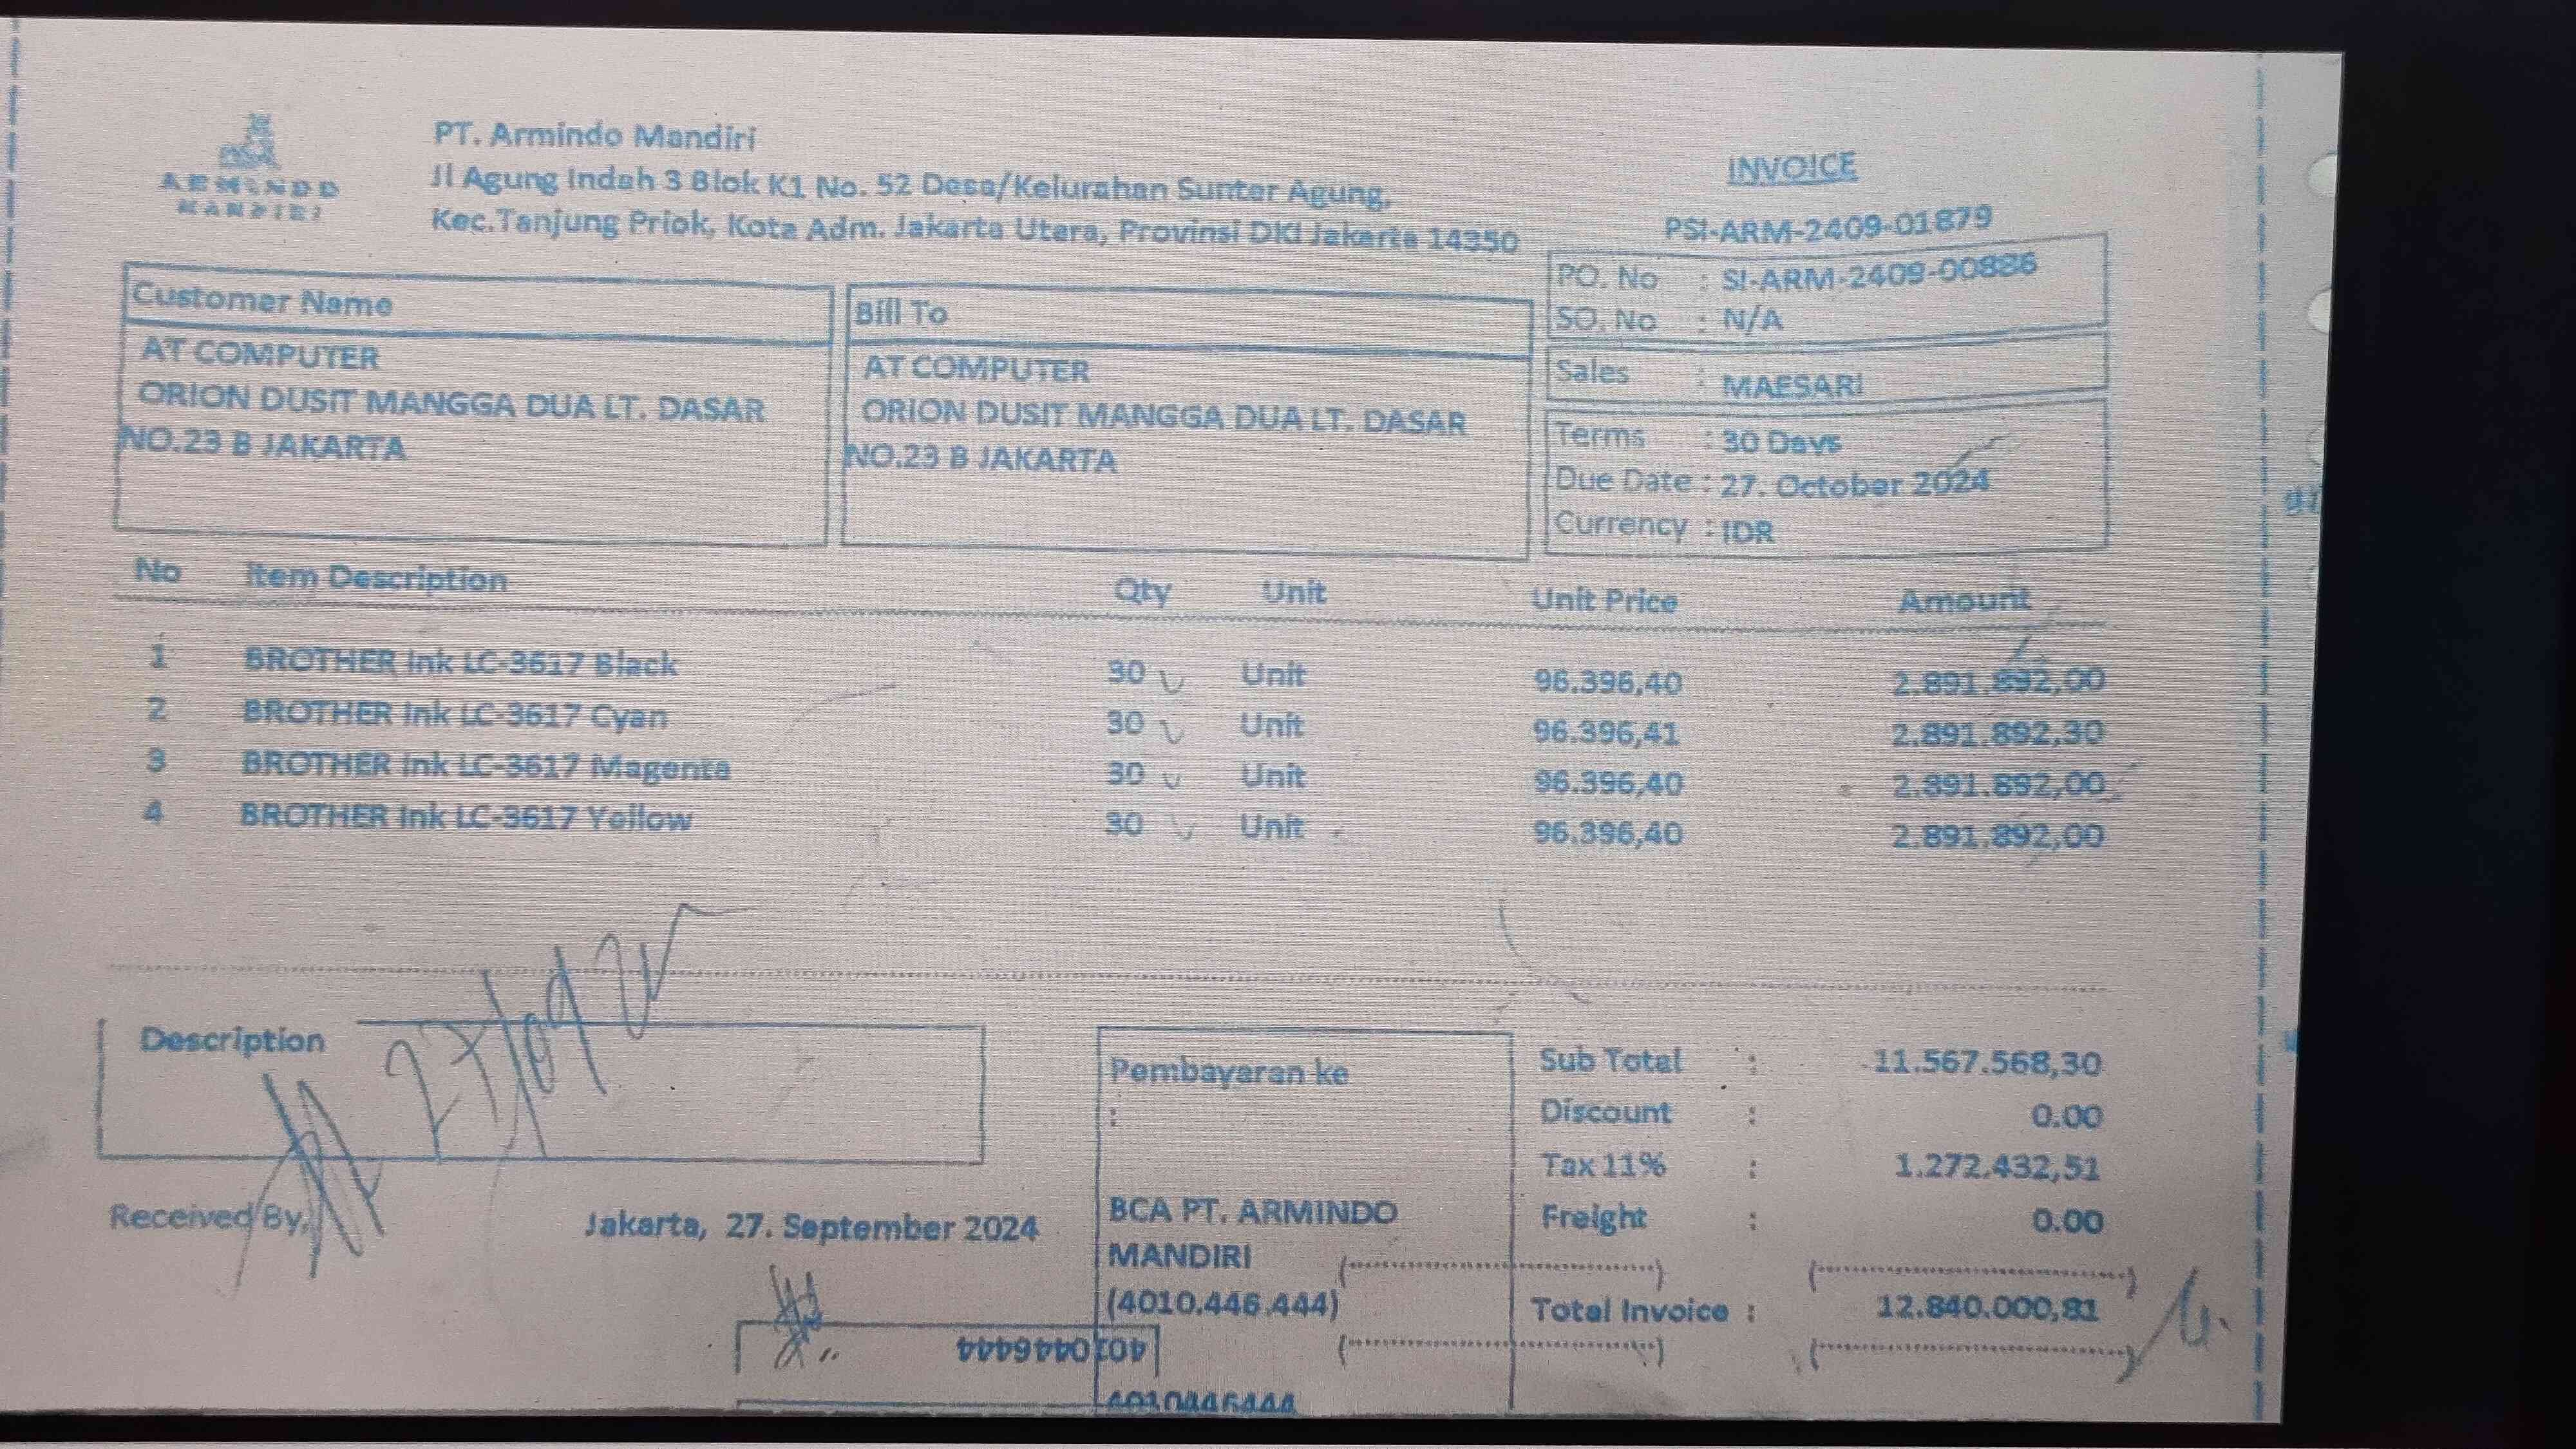 ARMINDO
MANDIRI
PT. Armindo Mandiri
Jl Agung Indah 3 Blok K1 No. 52 Desa/Kelurahan Sunter Agung,
Kec.Tanjung Priok, Kota Adm. Jakarta Utara, Provinsi DKI Jakarta 14350
INVOICE
PSI-ARM-2409-01879
PO. No : SI-ARM-2409-00886
SO. No : N/A
Sales : MAESARI
Terms : 30 Days
Due Date : 27. October 2024
Currency : IDR
Customer Name
AT COMPUTER
ORION DUSIT MANGGA DUA LT. DASAR
NO.23 B JAKARTA
Bill To
AT COMPUTER
ORION DUSIT MANGGA DUA LT. DASAR
NO.23 B JAKARTA
No Item Description Qty Unit Unit Price Amount
1 BROTHER Ink LC-3617 Black 30 Unit 96.396,40 2.891.892,00
2 BROTHER Ink LC-3617 Cyan 30 Unit 96.396,41 2.891.892,30
3 BROTHER Ink LC-3617 Magenta 30 Unit 96.396,40 2.891.892,00
4 BROTHER Ink LC-3617 Yellow 30 Unit 96.396,40 2.891.892,00
Description
27/09 24
Received By,
Jakarta, 27. September 2024
Pembayaran ke
:
BCA PT. ARMINDO
MANDIRI
(4010.446.444)
4010446444
4010446444
Sub Total : 11.567.568,30
Discount : 0.00
Tax 11% : 1.272.432,51
Freight : 0.00
Total Invoice : 12.840.000,81